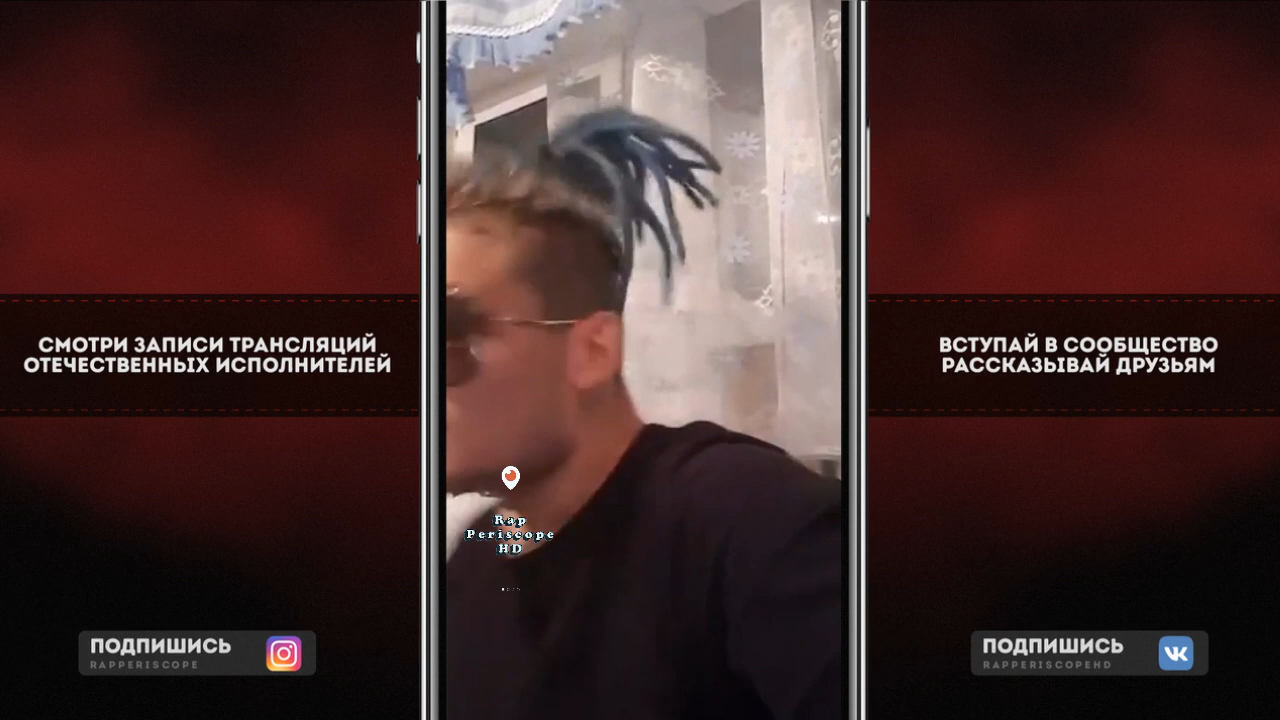 СМОТРИ ЗАПИСИ ТРАНСЛЯЦИЙ
ОТЕЧЕСТВЕННЫХ ИСПОЛНИТЕЛЕЙ
ПОДПИШИСЬ
RAPPERISCOPE
Rap
Periscope
HD
ВСТУПАЙ В СООБЩЕСТВО
РАССКАЗЫВАЙ ДРУЗЬЯМ
ПОДПИШИСЬ
RAPPERISCOPEHD